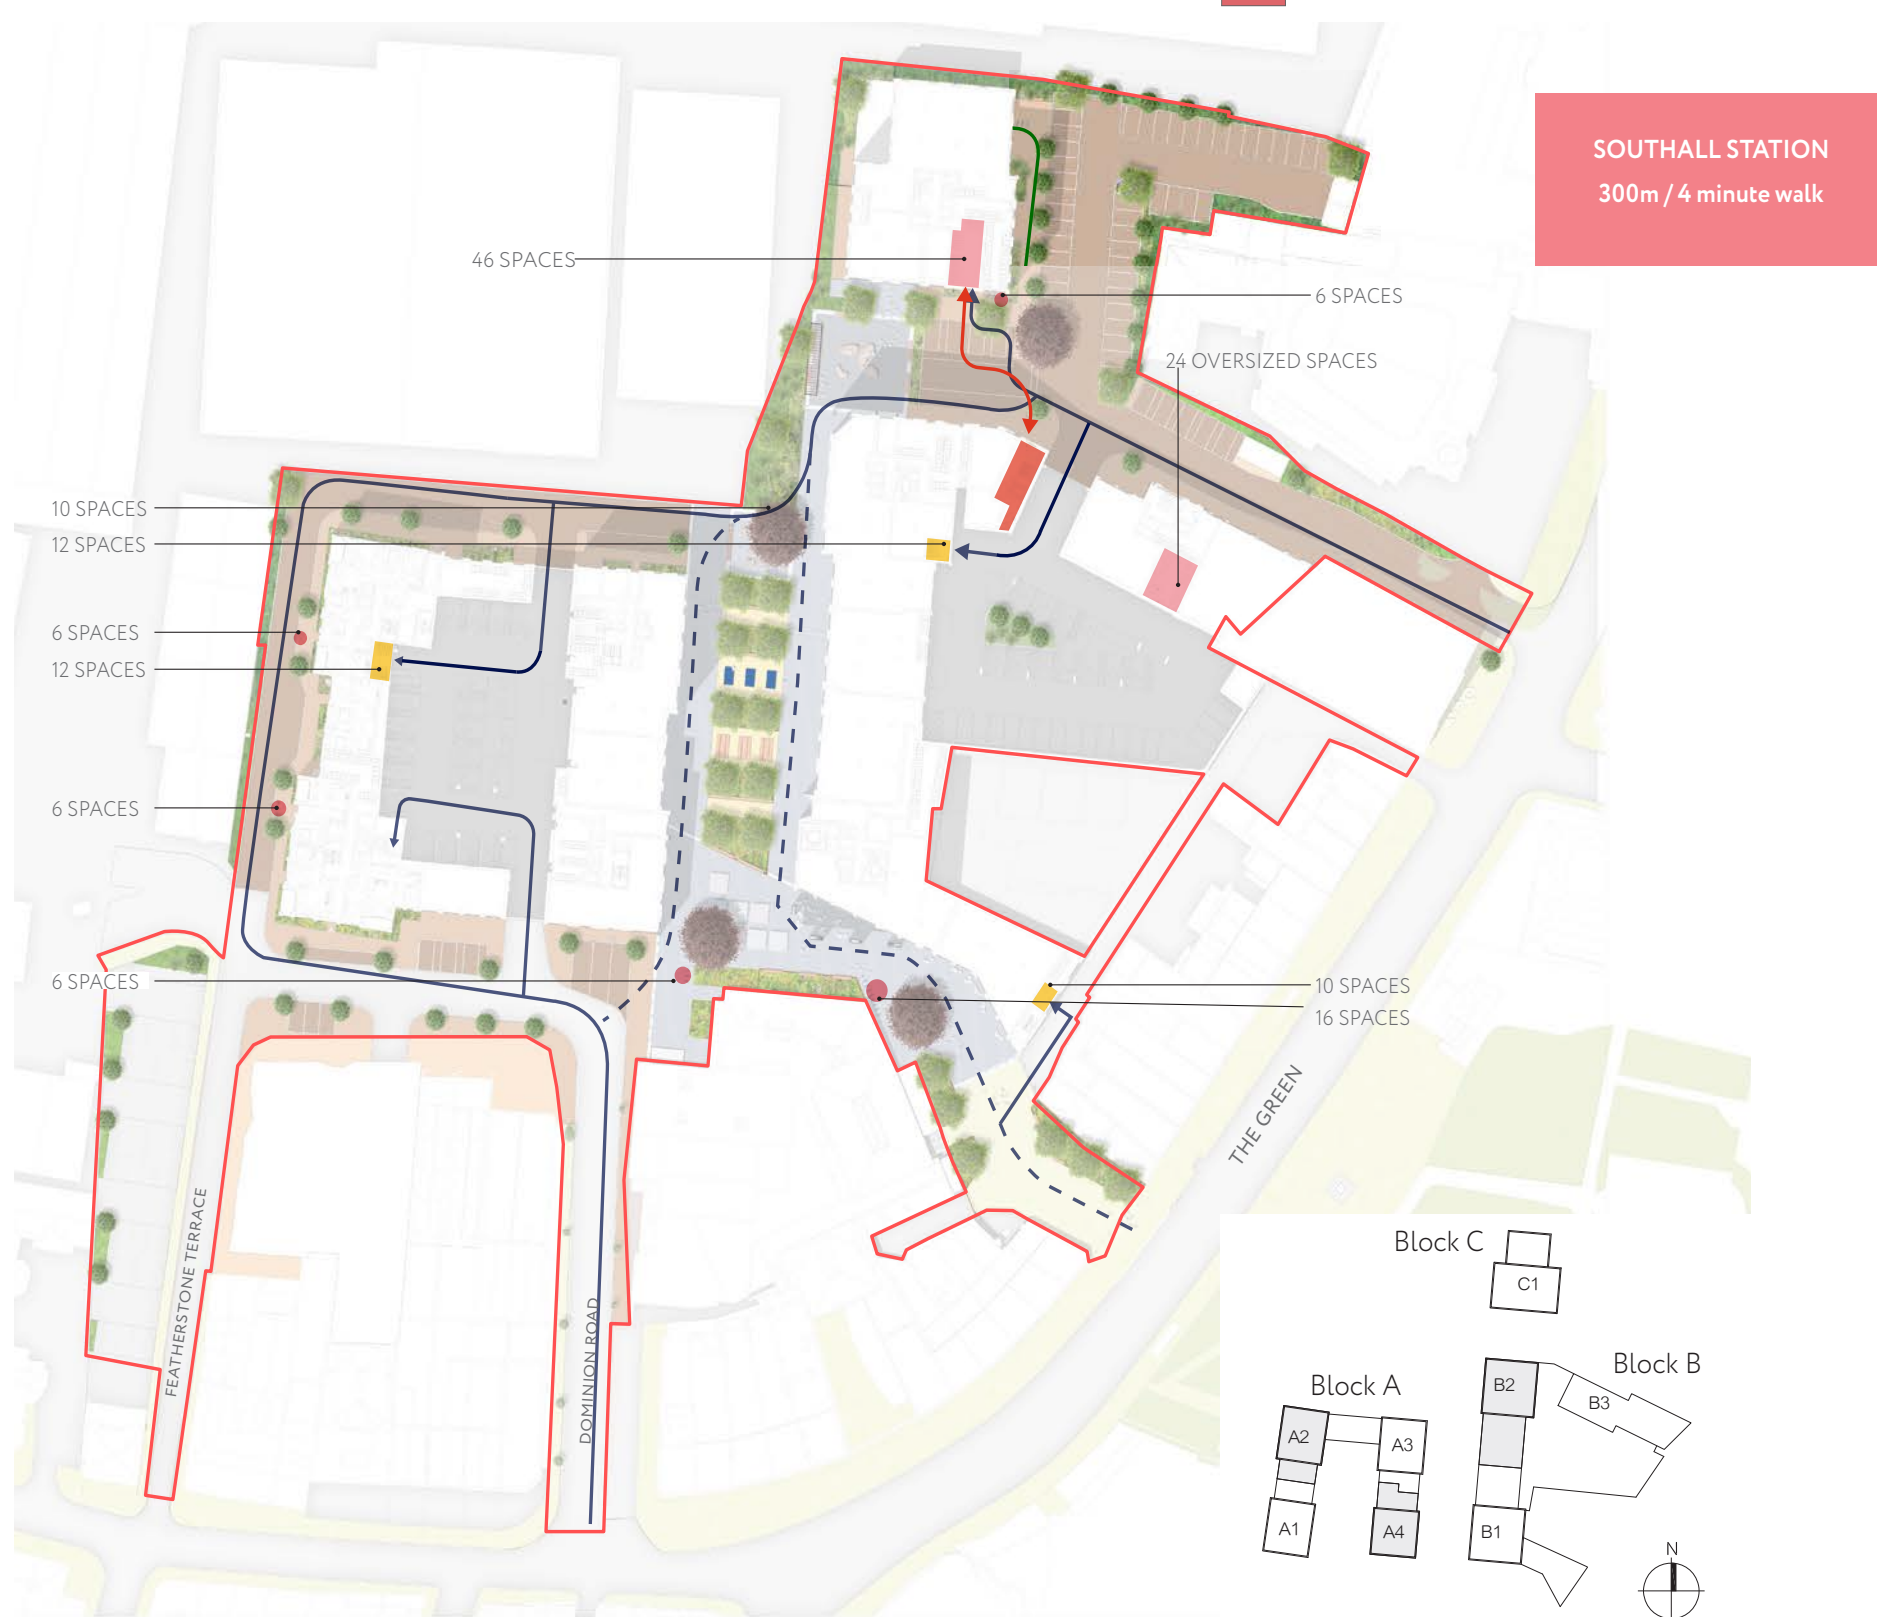 SOUTHALL STATION
300m / 4 minute walk
46 SPACES
6 SPACES
24 OVERSIZED SPACES
10 SPACES
12 SPACES
6 SPACES
12 SPACES
6 SPACES
6 SPACES
10 SPACES
16 SPACES
THE GREEN
FEATHERSTONE TERRACE
DOMINION ROAD
Block C
C1
Block B
B2
B3
Block A
A2
A3
A1
A4
B1
N